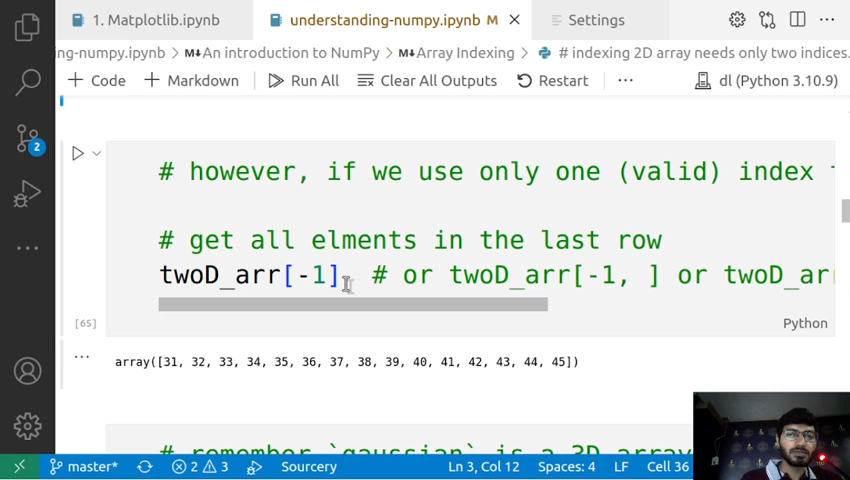 1. Matplotlib.ipynb understanding-numpy.ipynb M Settings
ing-numpy.ipynb > M↓An introduction to NumPy > M↓Array Indexing > # indexing 2D array needs only two indices.
+ Code + Markdown Run All Clear All Outputs Restart ... dl (Python 3.10.9)
# however, if we use only one (valid) index
# get all elments in the last row
twoD_arr[-1] # or twoD_arr[-1, ] or twoD_arr
[65]
Python
array([31, 32, 33, 34, 35, 36, 37, 38, 39, 40, 41, 42, 43, 44, 45])
# remember `gaussian` is a 3D array
2
master* 2 3 Sourcery Ln 3, Col 12 Spaces: 4 LF Cell 36